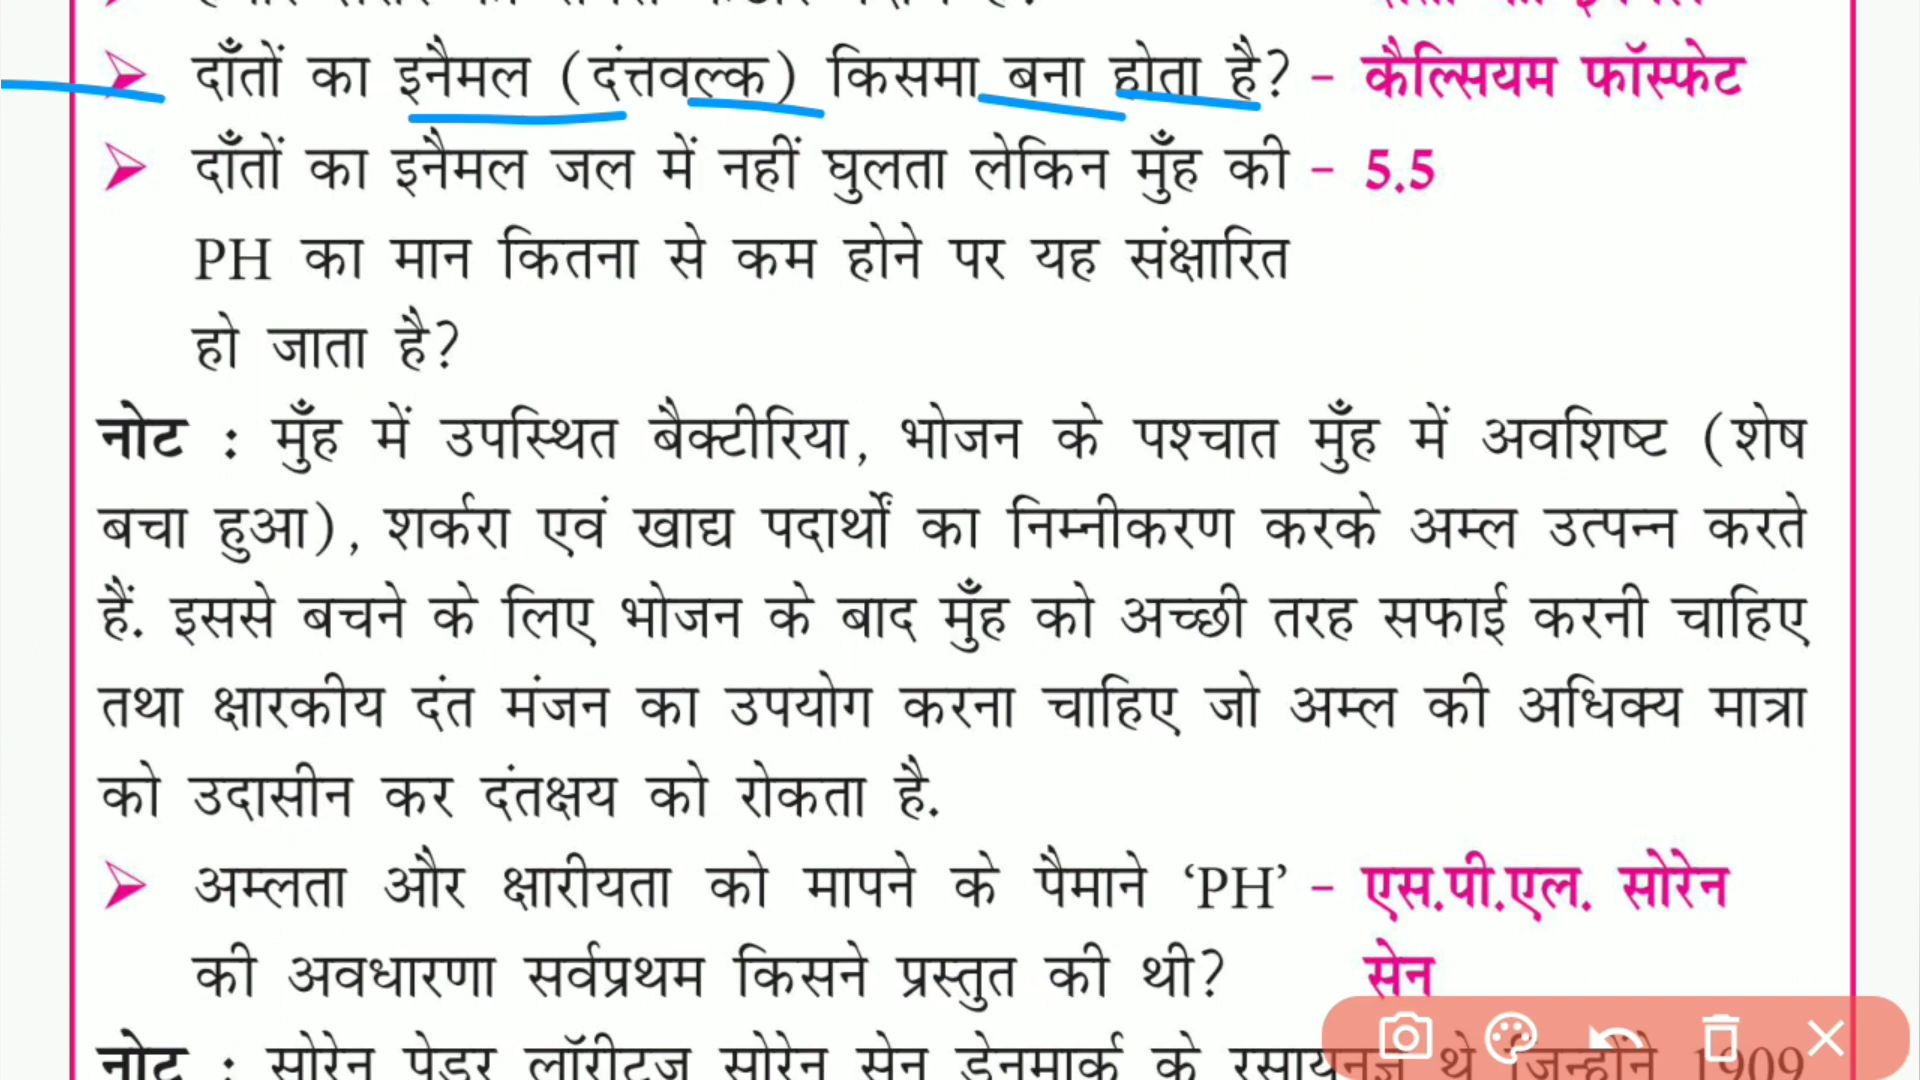 दाँतों का इनैमल (दंत्तवल्क) किसमा बना होता है? - कैल्सियम फॉस्फेट
दाँतों का इनैमल जल में नहीं घुलता लेकिन मुँह की - 5.5
PH का मान कितना से कम होने पर यह संक्षारित
हो जाता है?
नोट : मुँह में उपस्थित बैक्टीरिया, भोजन के पश्चात मुँह में अवशिष्ट (शेष
बचा हुआ), शर्करा एवं खाद्य पदार्थों का निम्नीकरण करके अम्ल उत्पन्न करते
हैं. इससे बचने के लिए भोजन के बाद मुँह को अच्छी तरह सफाई करनी चाहिए
तथा क्षारकीय दंत मंजन का उपयोग करना चाहिए जो अम्ल की अधिक्य मात्रा
को उदासीन कर दंतक्षय को रोकता है.
अम्लता और क्षारीयता को मापने के पैमाने ‘PH’ - एस.पी.एल. सोरेन
की अवधारणा सर्वप्रथम किसने प्रस्तुत की थी? सेन
नोट : सोरेन पेडर लॉरीट्ज सोरेन सेन डेनमार्क के रसायनज्ञ थे जिन्होंने 1909